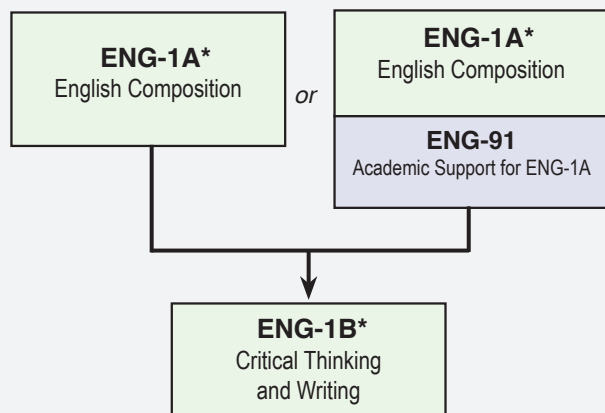 ENG-1A*
English Composition
or
ENG-1A*
English Composition
ENG-91
Academic Support for ENG-1A
ENG-1B*
Critical Thinking
and Writing